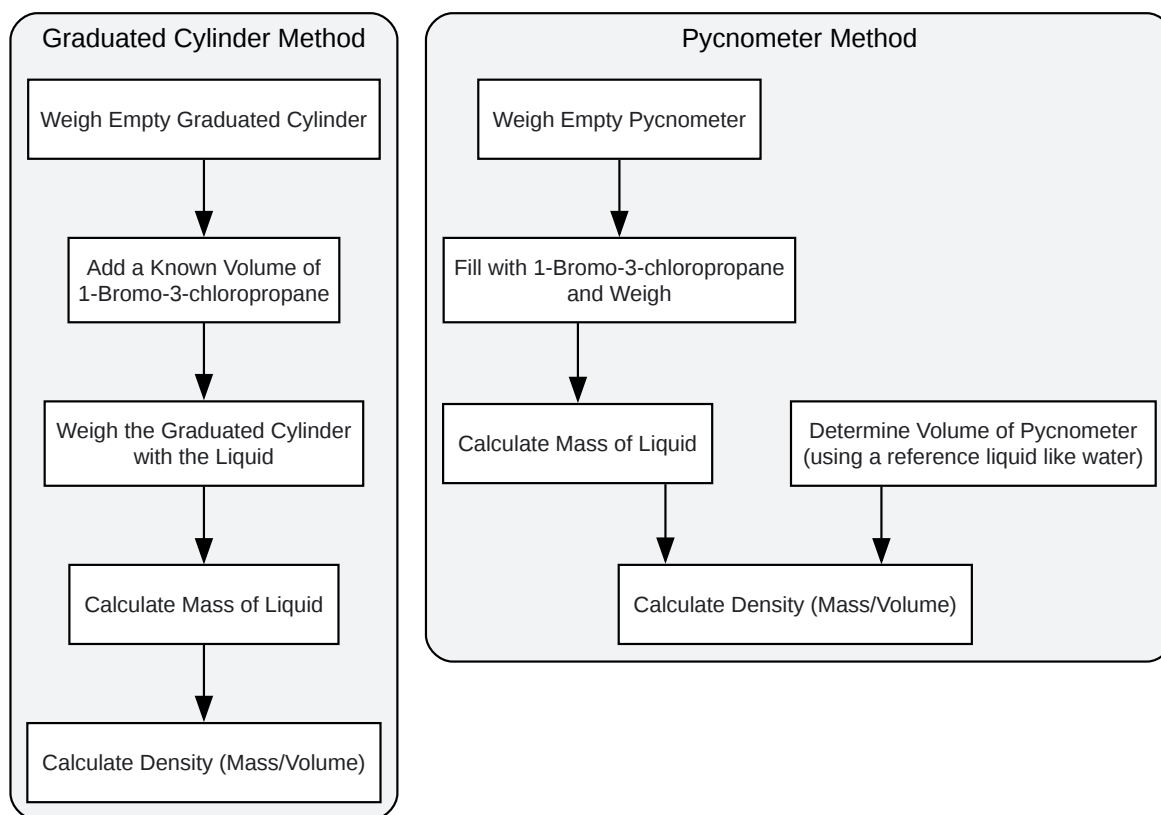 Graduated Cylinder Method
Weigh Empty Graduated Cylinder
Add a Known Volume of
1-Bromo-3-chloropropane
Weigh the Graduated Cylinder
with the Liquid
Calculate Mass of Liquid
Calculate Density (Mass/Volume)
Pycnometer Method
Weigh Empty Pycnometer
Fill with 1-Bromo-3-chloropropane
and Weigh
Calculate Mass of Liquid
Determine Volume of Pycnometer
(using a reference liquid like water)
Calculate Density (Mass/Volume)